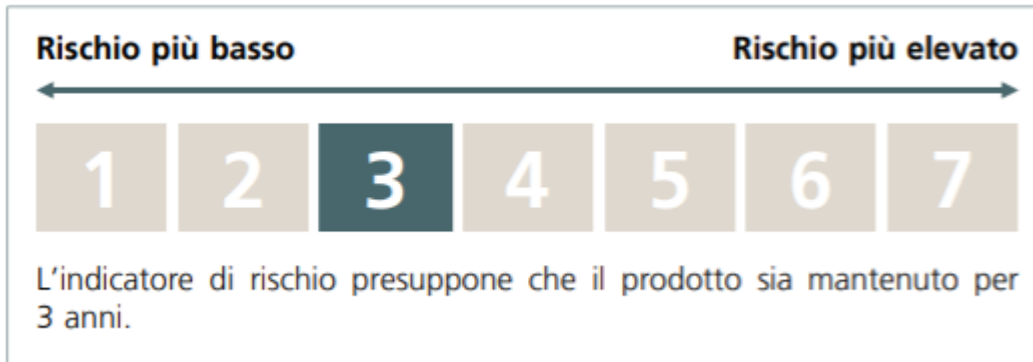 Rischio più basso Rischio più elevato
1 2 3 4 5 6 7
L'indicatore di rischio presuppone che il prodotto sia mantenuto per
3 anni.